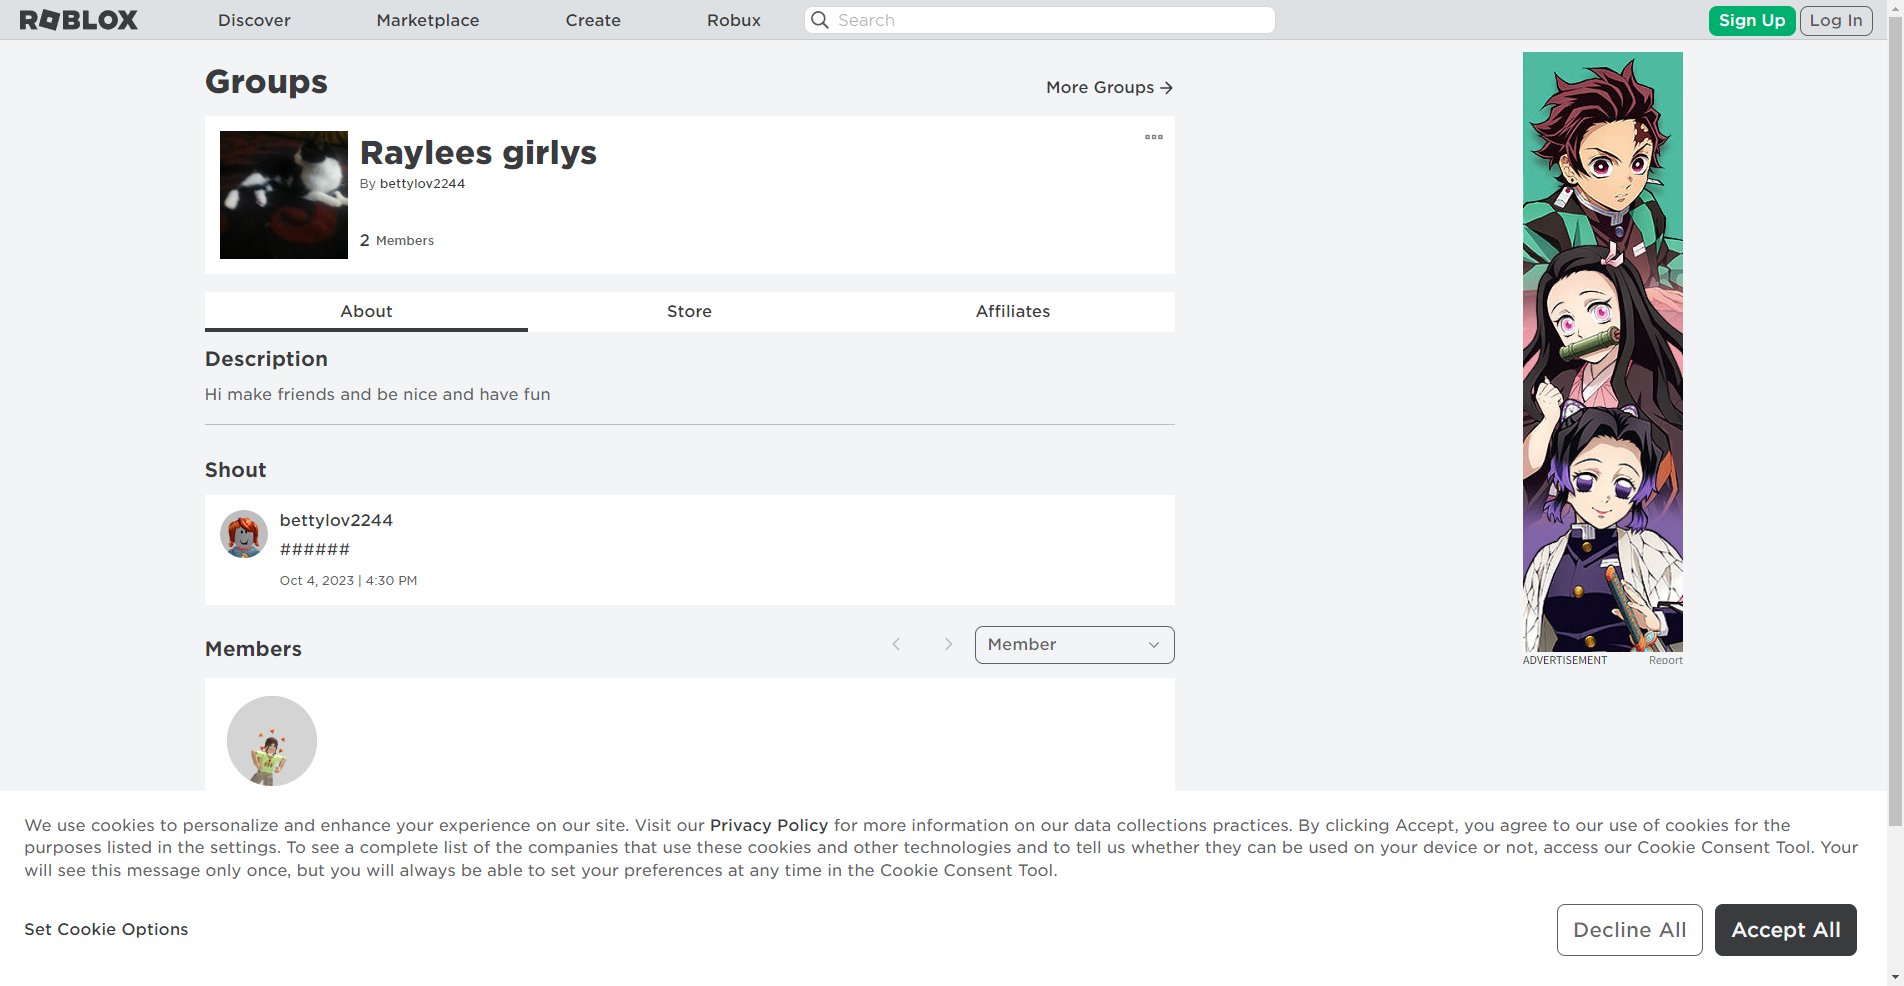 ROBLOX
Discover
Marketplace
Create
Robux
Search
Sign Up
Log In
Groups
More Groups
Raylees girlys
By bettylov2244
2 Members
About
Store
Affiliates
Description
Hi make friends and be nice and have fun
Shout
bettylov2244
######
Oct 4, 2023 | 4:30 PM
Members
Member
ADVERTISEMENT
Report
We use cookies to personalize and enhance your experience on our site. Visit our Privacy Policy for more information on our data collections practices. By clicking Accept, you agree to our use of cookies for the
purposes listed in the settings. To see a complete list of the companies that use these cookies and other technologies and to tell us whether they can be used on your device or not, access our Cookie Consent Tool. Your
will see this message only once, but you will always be able to set your preferences at any time in the Cookie Consent Tool.
Set Cookie Options
Decline All
Accept All